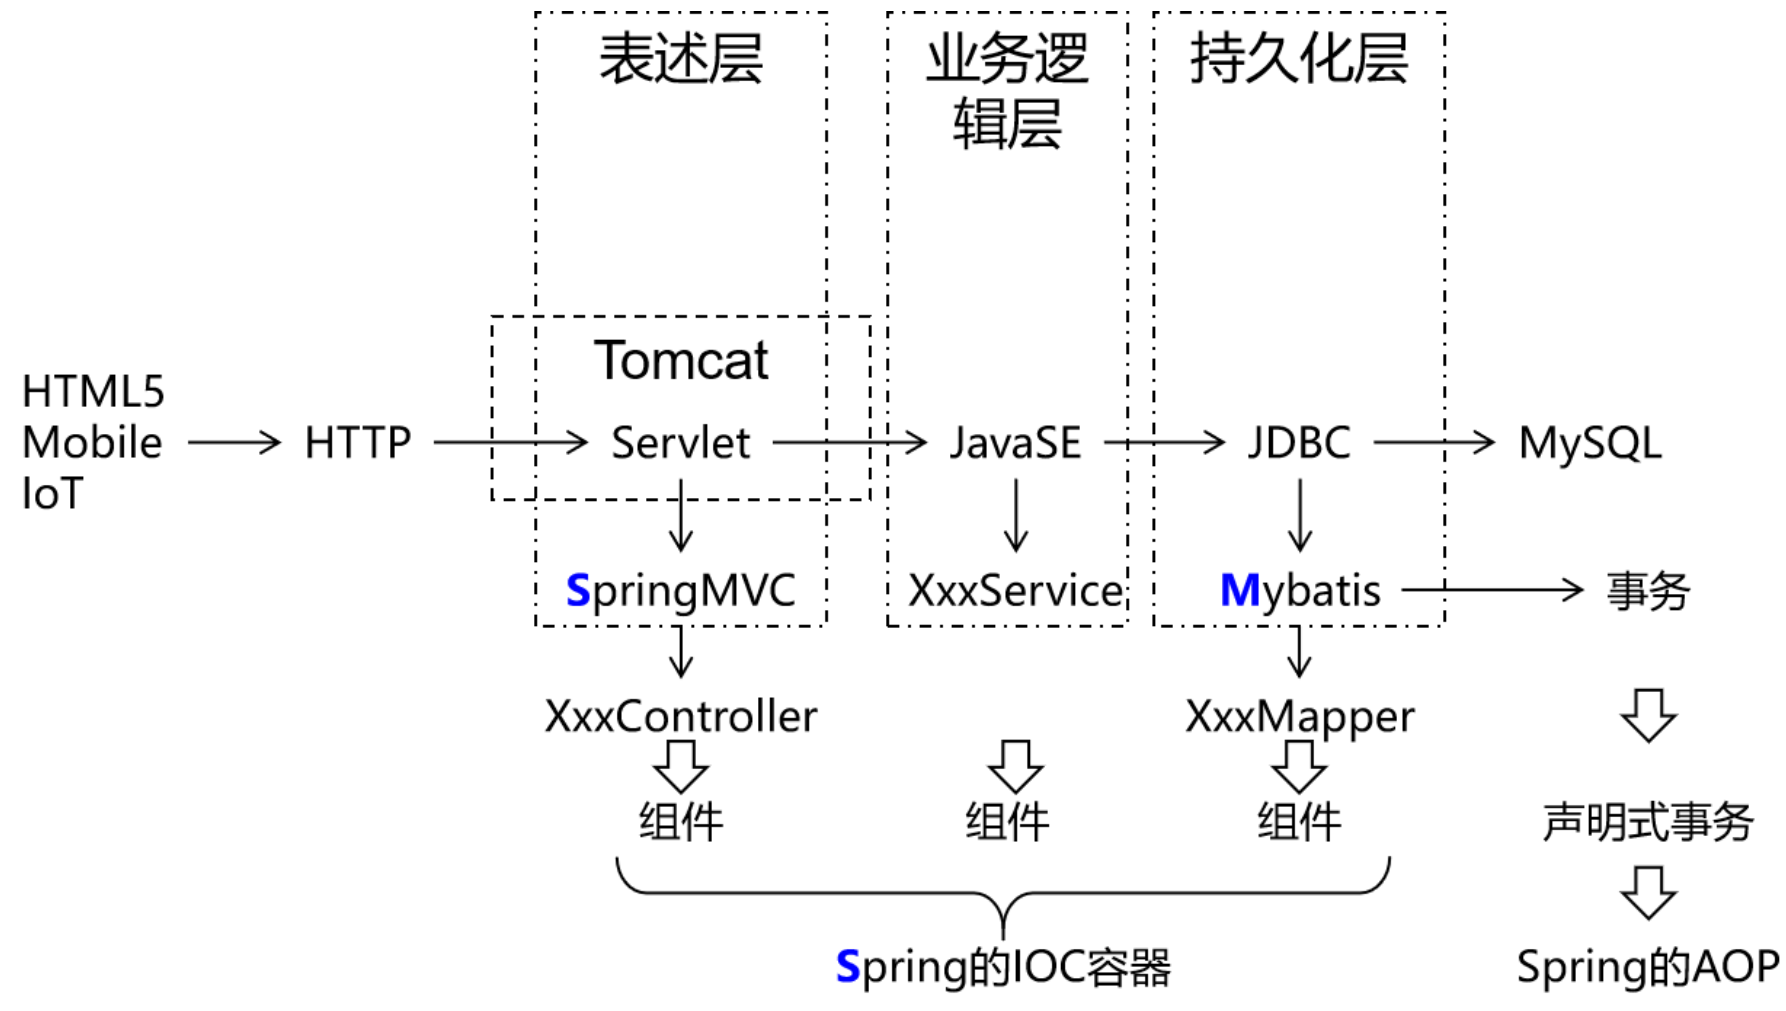 表述层
业务逻
辑层
持久化层
Tomcat
HTML5
Mobile
IoT
HTTP
Servlet
JavaSE
JDBC
MySQL
SpringMVC
XxxService
Mybatis
事务
XxxController
XxxMapper
组件
组件
组件
声明式事务
Spring的IOC容器
Spring的AOP